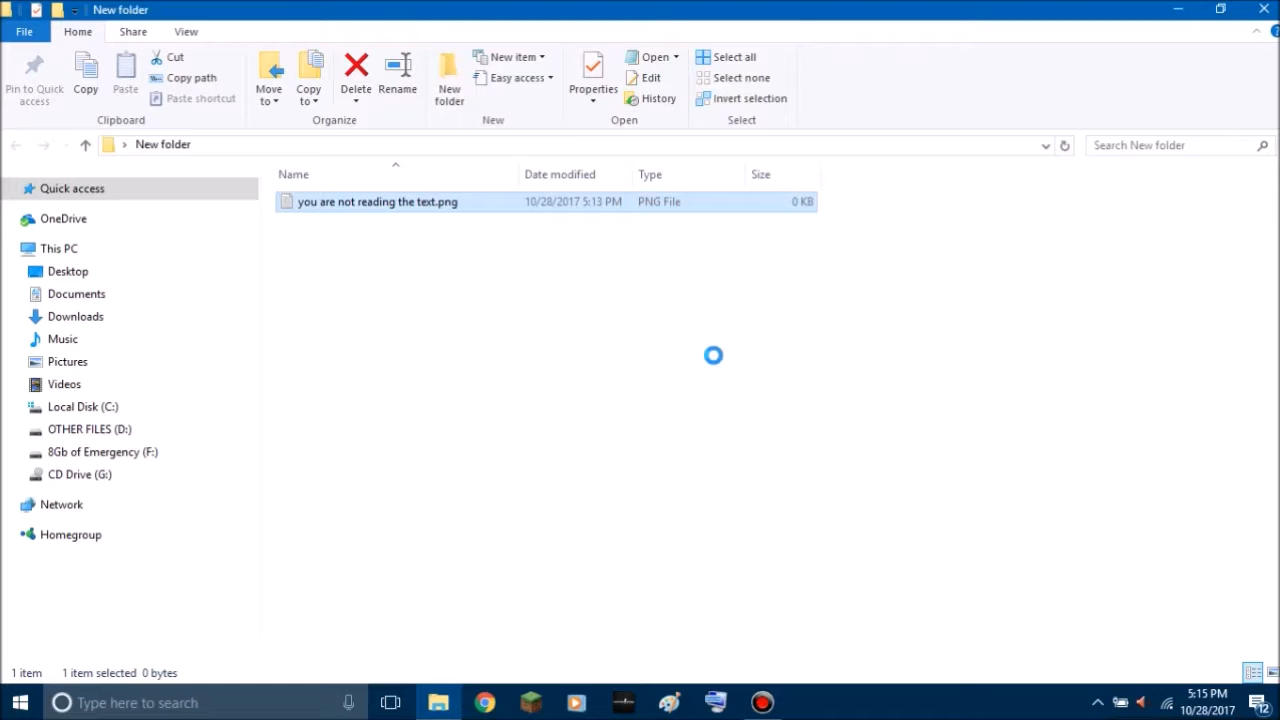 New folder
File Home Share View
Pin to Quick access
Copy
Paste
Cut
Copy path
Paste shortcut
Clipboard
Move to
Copy to
Delete
Rename
Organize
New folder
New item
Easy access
New
Properties
Open
Edit
History
Open
Select all
Select none
Invert selection
Select
New folder
Search New folder
Name Date modified Type Size
you are not reading the text.png 10/28/2017 5:13 PM PNG File 0 KB
Quick access
OneDrive
This PC
Desktop
Documents
Downloads
Music
Pictures
Videos
Local Disk (C:)
OTHER FILES (D:)
8Gb of Emergency (F:)
CD Drive (G:)
Network
Homegroup
1 item 1 item selected 0 bytes
Type here to search
5:15 PM
10/28/2017
12